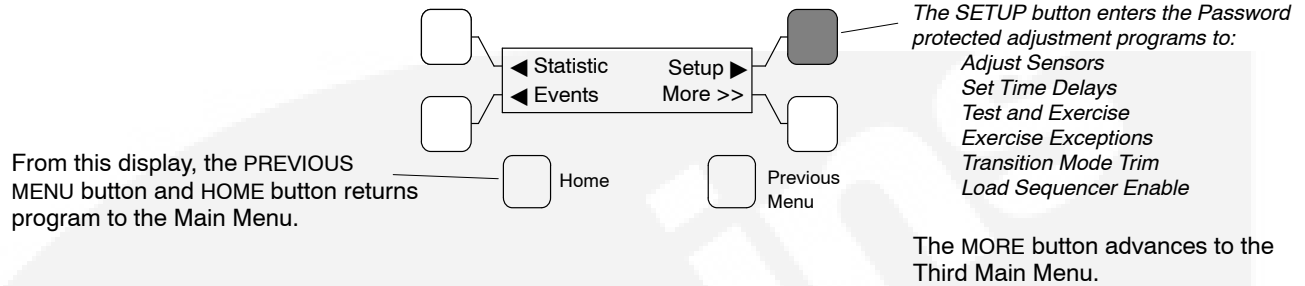 The SETUP button enters the Password
protected adjustment programs to:
Adjust Sensors
Set Time Delays
Test and Exercise
Exercise Exceptions
Transition Mode Trim
Load Sequencer Enable
◀ Statistic Setup ▶
◀ Events More >>
From this display, the PREVIOUS
MENU button and HOME button returns
program to the Main Menu.
Home
Previous
Menu
The MORE button advances to the
Third Main Menu.